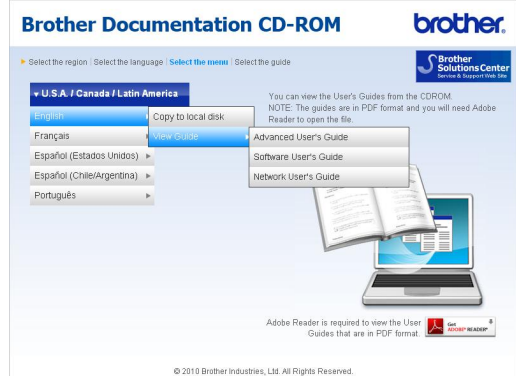 Brother Documentation CD-ROM
brother.
Select the region | Select the language | Select the menu | Select the guide
Brother
SolutionsCenter
Service & Support Web Site
U.S.A. / Canada / Latin America
You can view the User's Guides from the CDROM.
NOTE: The guides are in PDF format and you will need Adobe
Reader to open the file.
English
Copy to local disk
Français
View Guide
Advanced User's Guide
Español (Estados Unidos)
Software User's Guide
Español (Chile/Argentina)
Network User's Guide
Português
Adobe Reader is required to view the User
Guides that are in PDF format.
Get
ADOBE® READER®
© 2010 Brother Industries, Ltd. All Rights Reserved.